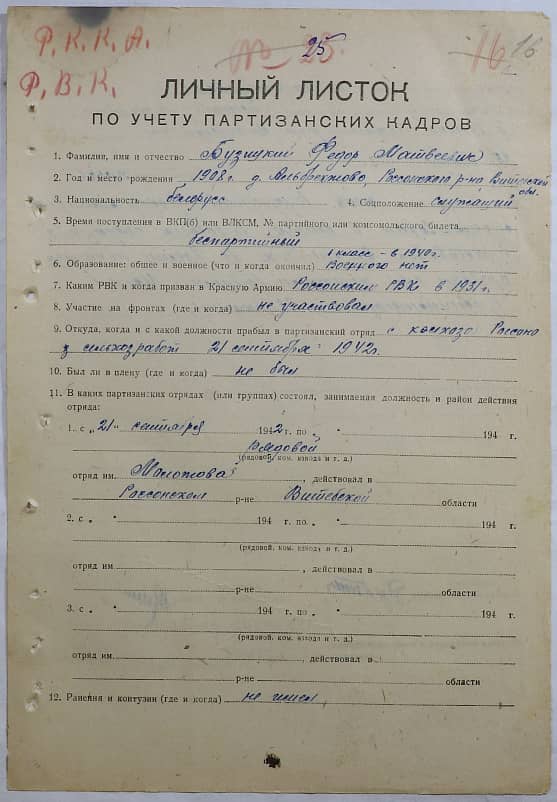 Р. К. К. А.
№ 25.
25
16 16
Ф. В. К.
ЛИЧНЫЙ ЛИСТОК
ПО УЧЕТУ ПАРТИЗАНСКИХ КАДРОВ
1. Фамилия, имя и отчество Бузицкий Федор Матвеевич
2. Год и место рождения 1908 г. д. Альбрехтово, Россонского р-на Витебской обл.
3. Национальность белорусс 4. Соцположение служащий
5. Время поступления в ВКП(б) или ВЛКСМ, № партийного или комсомольского билета
беспартийный
1 класс - в 1940 г.
6. Образование: общее и военное (что и когда окончил) Военного нет
7. Каким РВК и когда призван в Красную Армию Россонским РВК в 1931 г.
8. Участие на фронтах (где и когда) не участвовал
9. Откуда, когда и с какой должности прибыл в партизанский отряд с колхоза Россоно
з сельхоз работ 21 сентября 1942 г.
10. Был ли в плену (где и когда) не был
11. В каких партизанских отрядах (или группах) состоял, занимаемая должность и район действия
отряда:
1. с „21" сентября 1942 г. по „ " 194 г.
Рядовой
(рядовой, ком. взвода и т. д.)
отряд им. , действовал в
Россонском р-не Витебской области
2. с „ " 194 г. по „ " 194 г.
(рядовой, ком. взвода и т. д.)
отряд им. , действовал в
р-не области
3. с „ " 194 г. по „ " 194 г.
(рядовой, ком. взвода и т. д.)
отряд им. , действовал в
р-не области
12. Ранения и контузии (где и когда) не имел